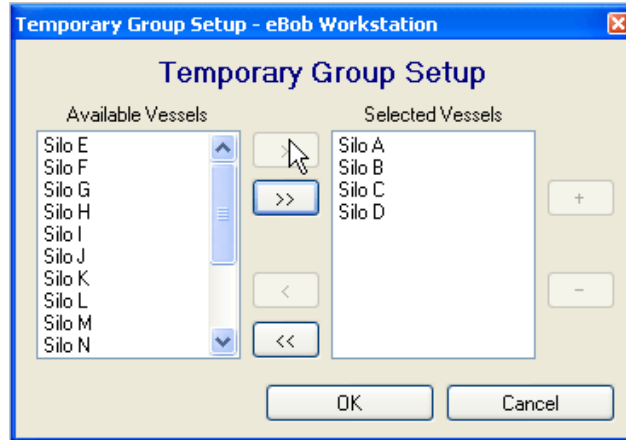 Temporary Group Setup - eBob Workstation
Temporary Group Setup
Available Vessels
Silo E
Silo F
Silo G
Silo H
Silo I
Silo J
Silo K
Silo L
Silo M
Silo N
>
>>
<
<<
Selected Vessels
Silo A
Silo B
Silo C
Silo D
+
-
OK
Cancel